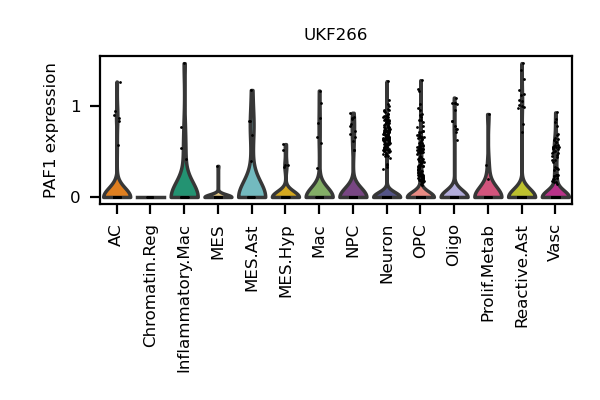 UKF266
PAF1 expression
1
0
AC
Chromatin.Reg
Inflammatory.Mac
MES
MES.Ast
MES.Hyp
Mac
NPC
Neuron
OPC
Oligo
Prolif.Metab
Reactive.Ast
Vasc